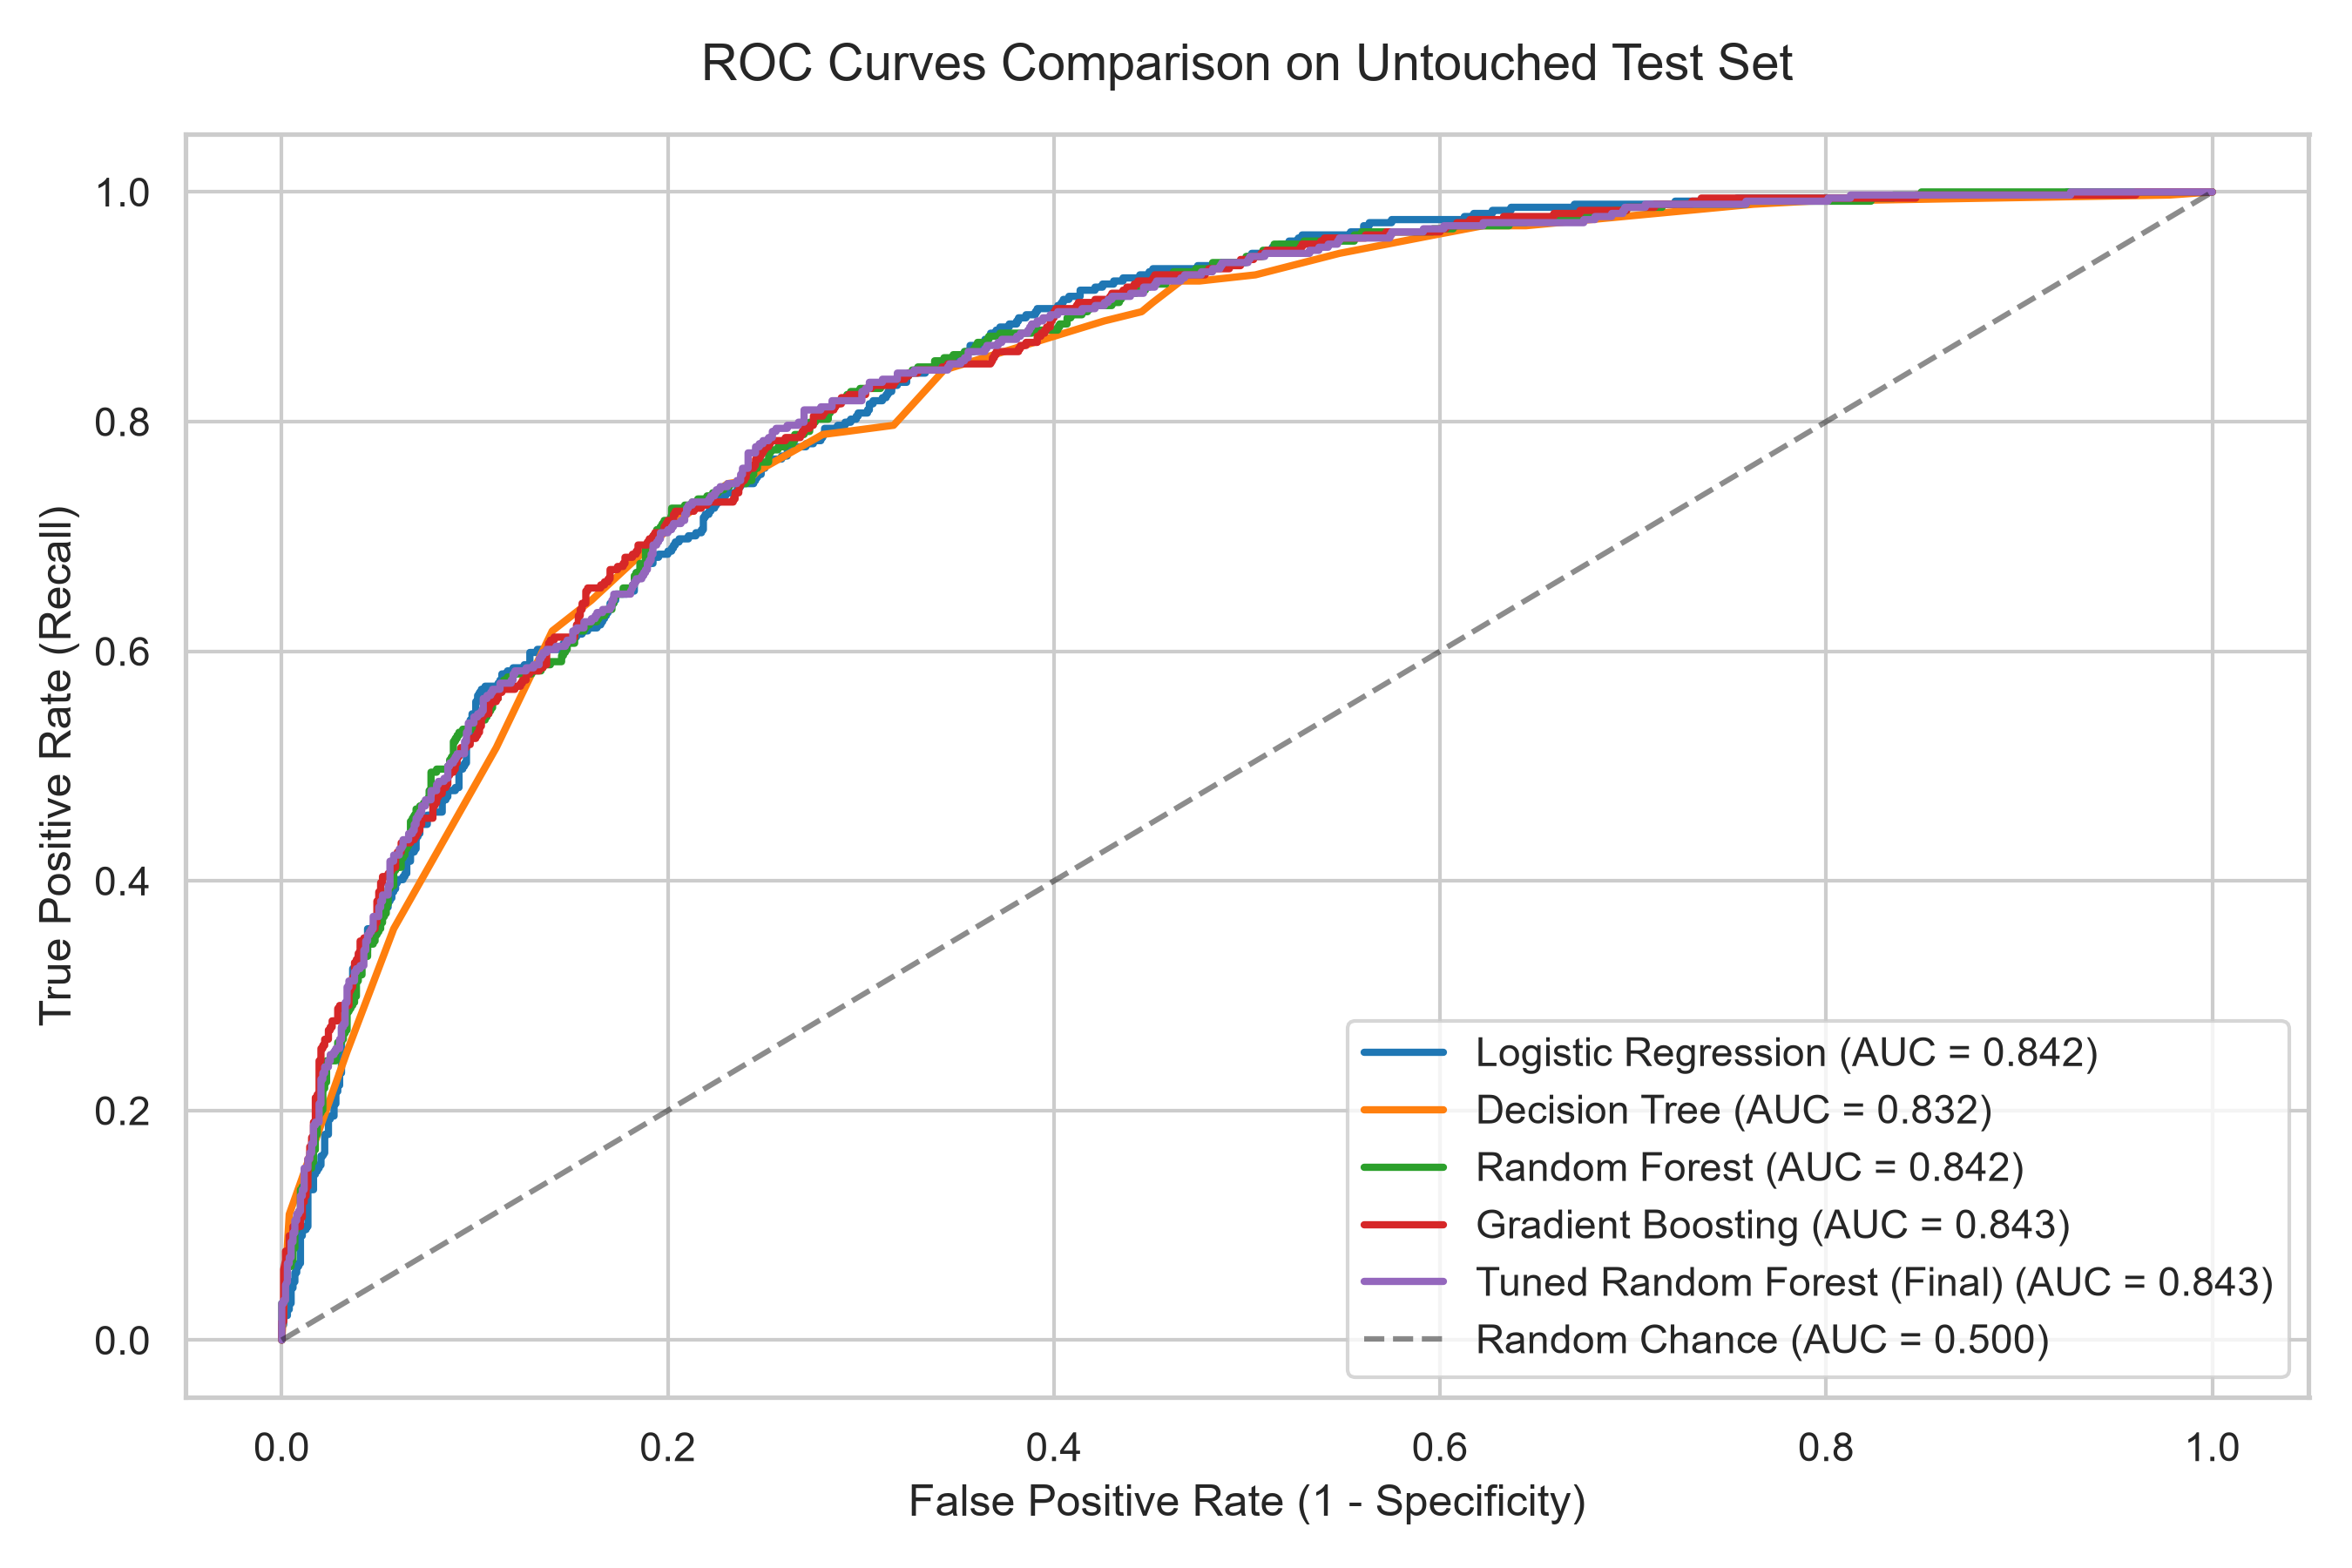 ROC Curves Comparison on Untouched Test Set
1.0
0.8
0.6
0.4
0.2
0.0
True Positive Rate (Recall)
Logistic Regression (AUC = 0.842)
Decision Tree (AUC = 0.832)
Random Forest (AUC = 0.842)
Gradient Boosting (AUC = 0.843)
Tuned Random Forest (Final) (AUC = 0.843)
Random Chance (AUC = 0.500)
0.0 0.2 0.4 0.6 0.8 1.0
False Positive Rate (1 - Specificity)